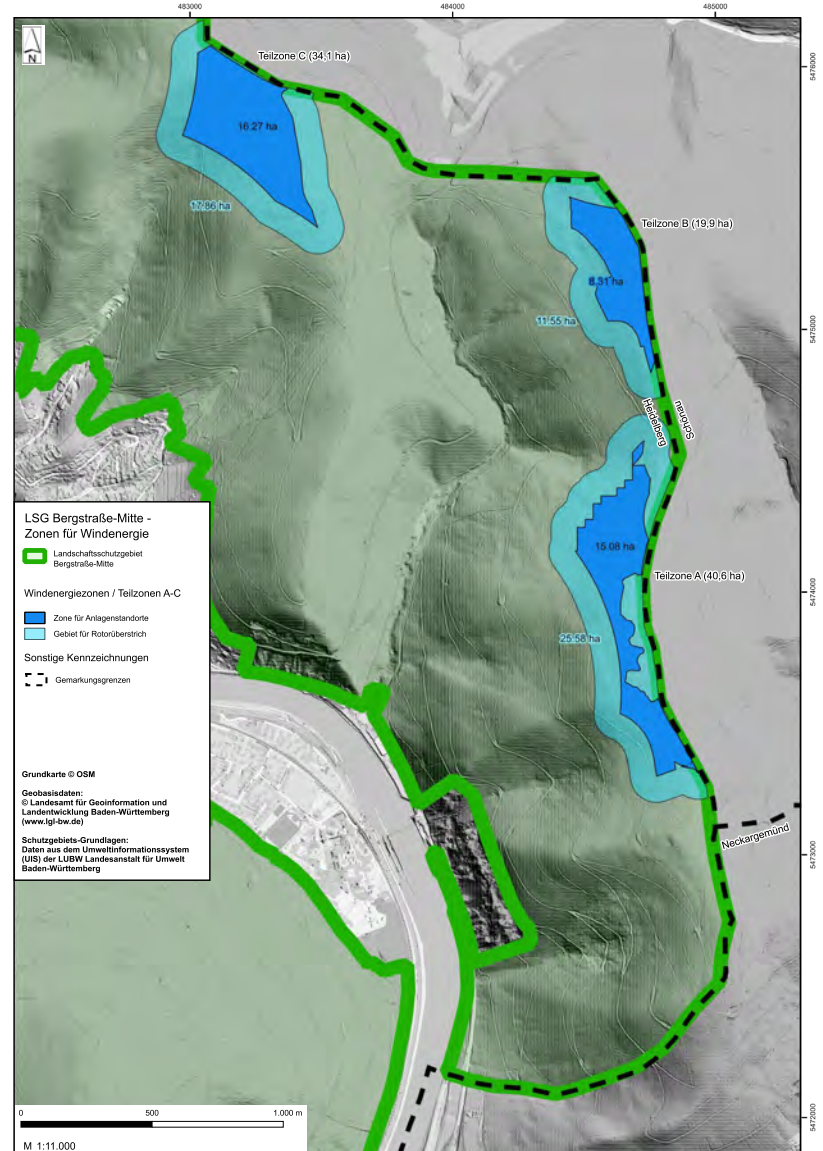 483000
484000
485000
N
Teilzone C (34,1 ha)
5476000
16.27 ha
17.86 ha
Teilzone B (19,9 ha)
8.31 ha
11.55 ha
5475000
Heidelberg
Schönau
15.08 ha
Teilzone A (40,6 ha)
5474000
25.58 ha
Neckargemünd
5473000
5472000
LSG Bergstraße-Mitte -
Zonen für Windenergie
Landschaftsschutzgebiet
Bergstraße-Mitte
Windenergiezonen / Teilzonen A-C
Zone für Anlagenstandorte
Gebiet für Rotorüberstrich
Sonstige Kennzeichnungen
Gemarkungsgrenzen
Grundkarte © OSM
Geobasisdaten:
© Landesamt für Geoinformation und
Landentwicklung Baden-Württemberg
(www.lgl-bw.de)
Schutzgebiets-Grundlagen:
Daten aus dem Umweltinformationssystem
(UIS) der LUBW Landesanstalt für Umwelt
Baden-Württemberg
0 500 1.000 m
M 1:11.000